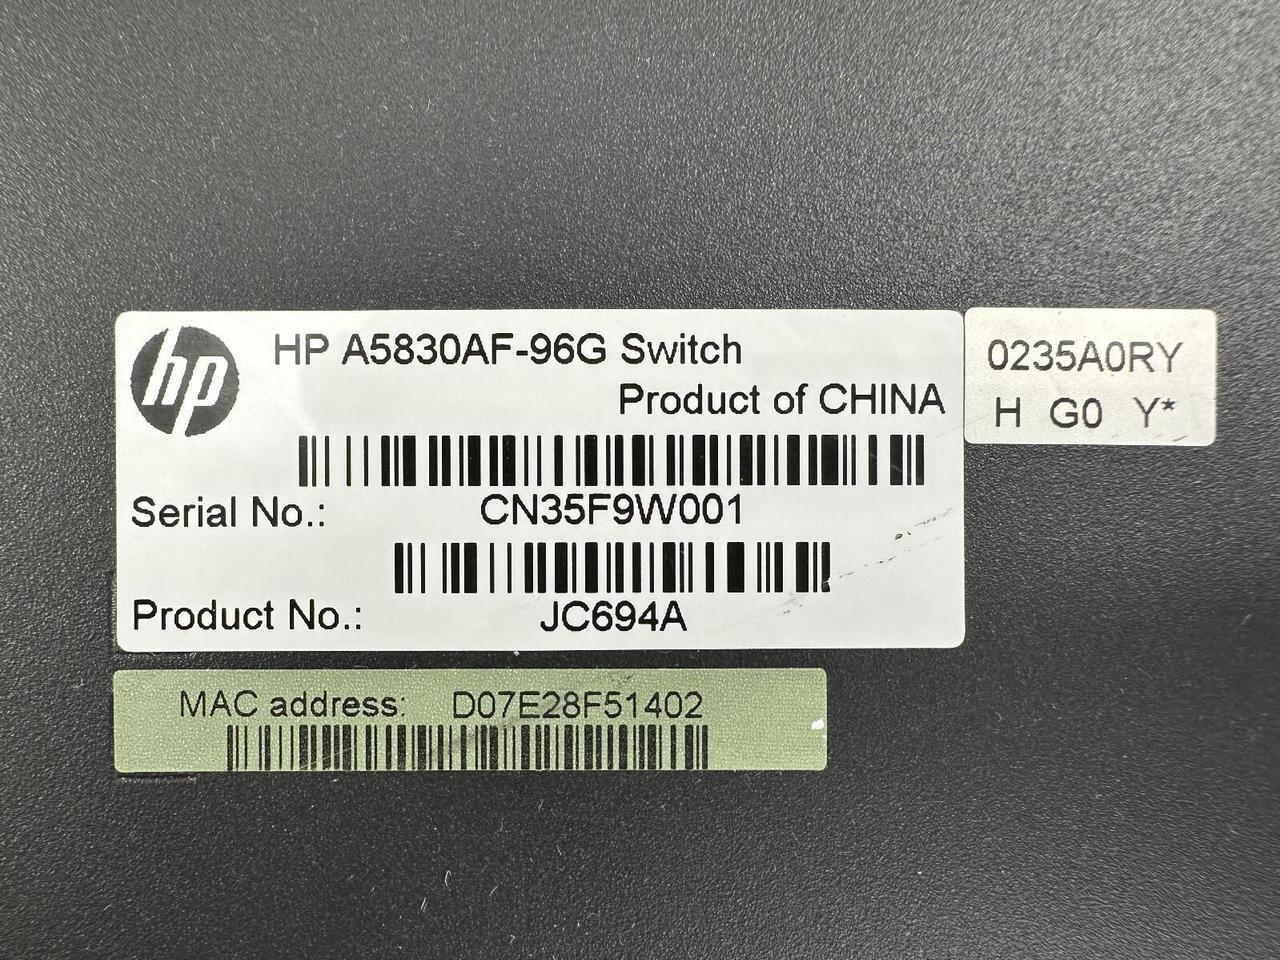 hp
HP A5830AF-96G Switch
Product of CHINA
Serial No.: CN35F9W001
Product No.: JC694A
0235A0RY
H G0 Y*
MAC address: D07E28F51402